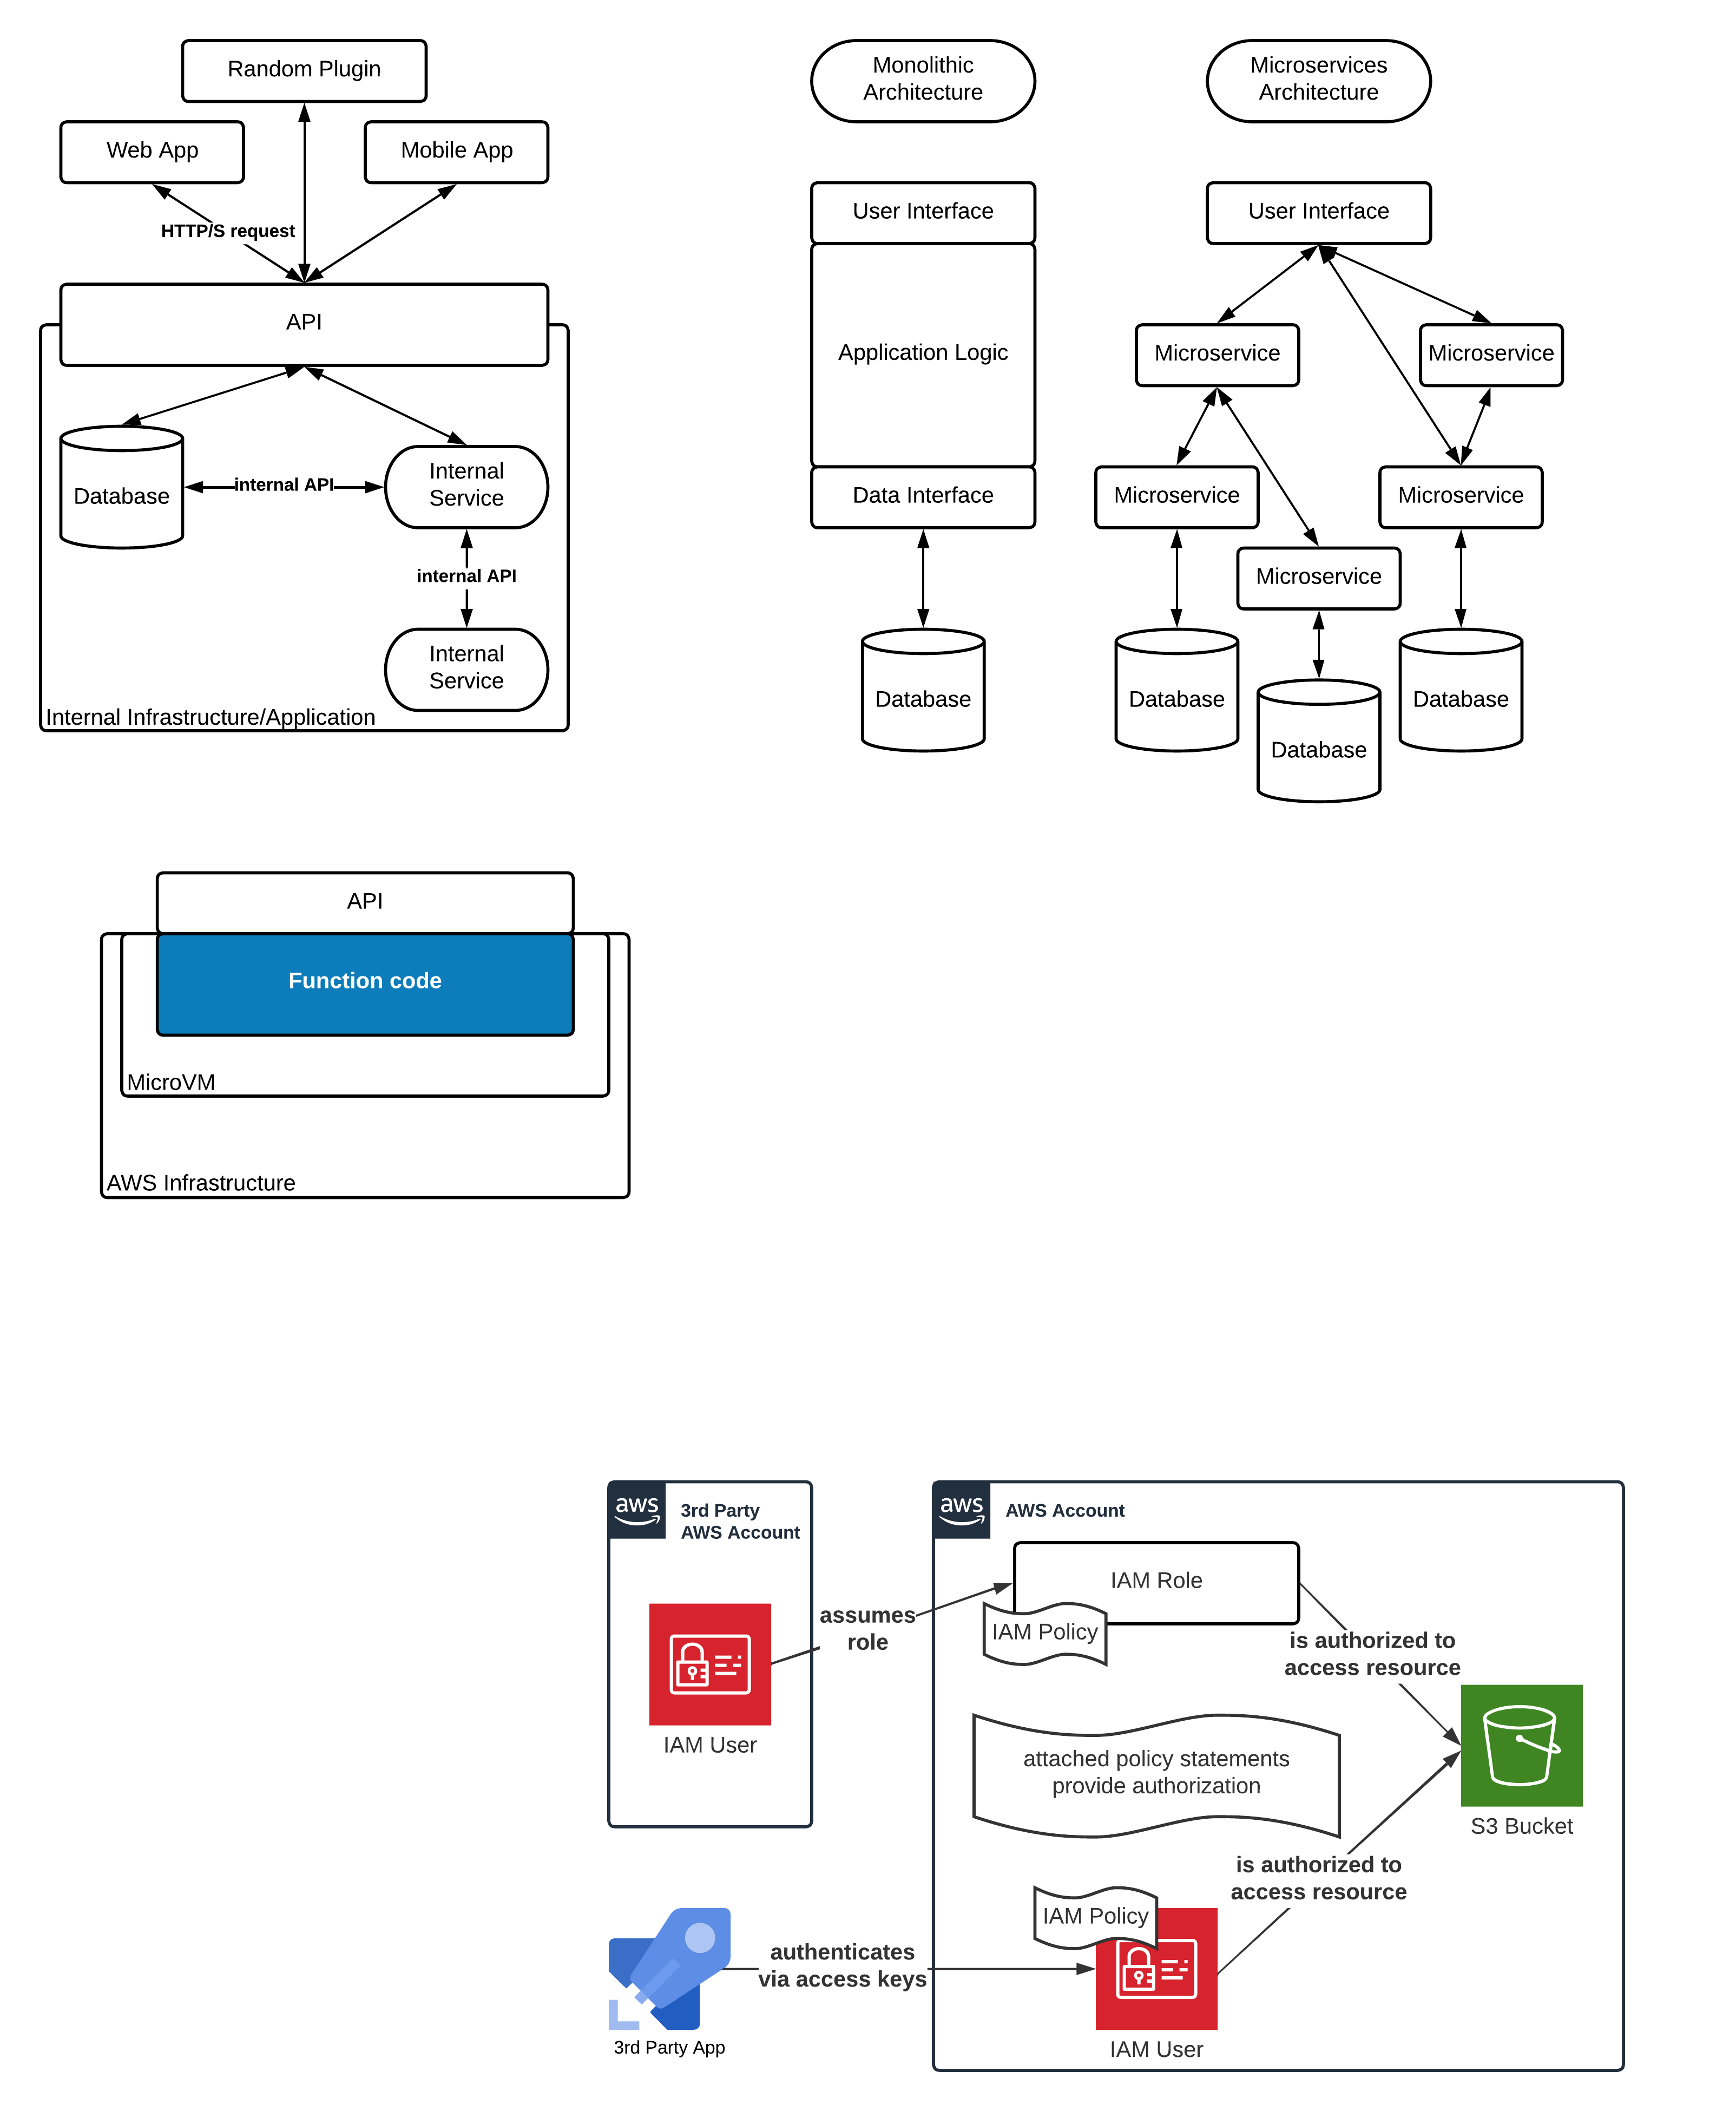 Random Plugin
Web App
Mobile App
HTTP/S request
API
Database
internal API
Internal
Service
internal API
Internal
Service
Internal Infrastructure/Application
Monolithic
Architecture
User Interface
Application Logic
Data Interface
Database
Microservices
Architecture
User Interface
Microservice
Microservice
Microservice
Microservice
Microservice
Database
Database
Database
API
Function code
MicroVM
AWS Infrastructure
aws
3rd Party
AWS Account
IAM User
assumes
role
aws
AWS Account
IAM Role
IAM Policy
is authorized to
access resource
attached policy statements
provide authorization
S3 Bucket
is authorized to
access resource
IAM Policy
authenticates
via access keys
3rd Party App
IAM User